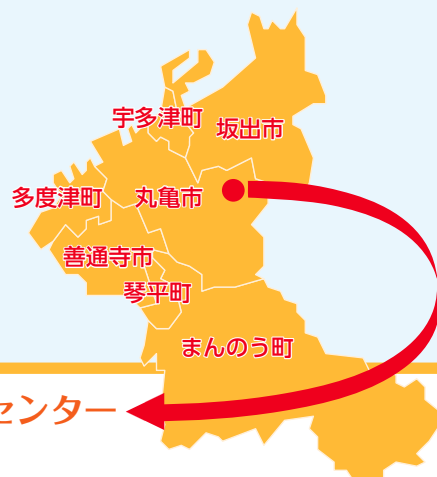 宇多津町
坂出市
多度津町
丸亀市
善通寺市
琴平町
まんのう町
センター